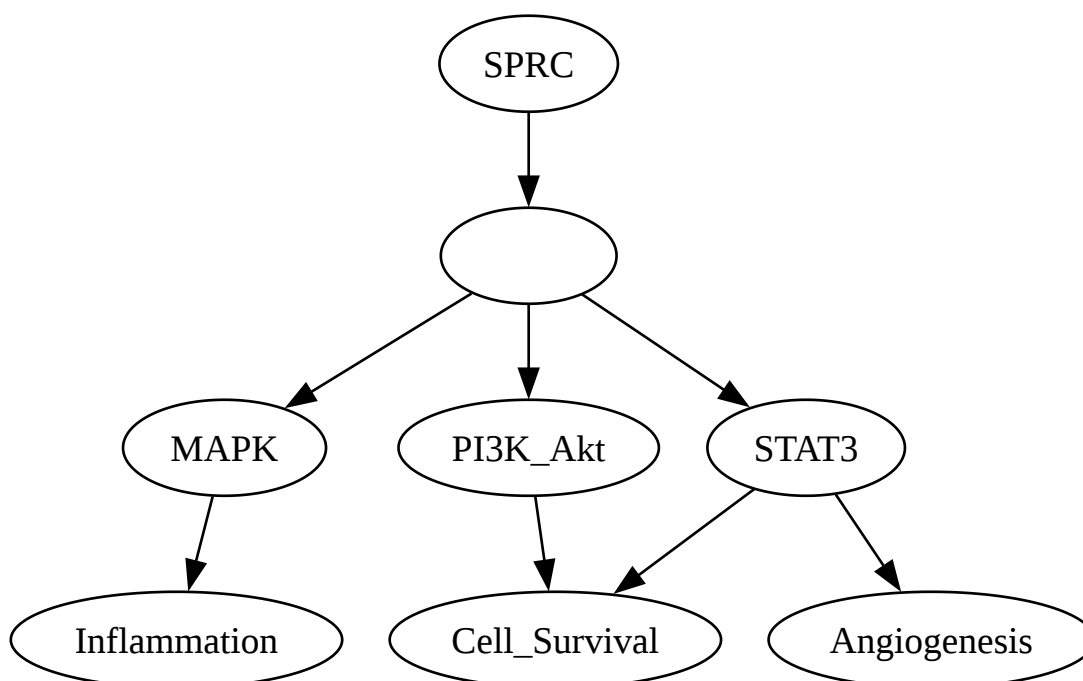 SPRC
MAPK
PI3K_Akt
STAT3
Inflammation
Cell_Survival
Angiogenesis